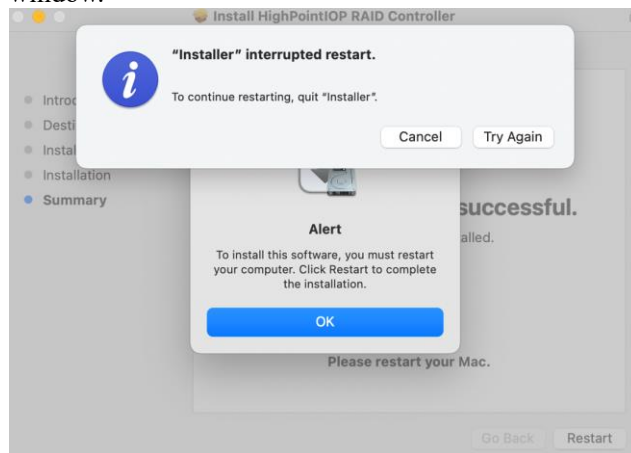 Install HighPointIOP RAID Controller
"Installer" interrupted restart.
To continue restarting, quit "Installer".
Cancel Try Again
Introd
Desti
Instal
Installation
Summary
successful.
alled.
Alert
To install this software, you must restart
your computer. Click Restart to complete
the installation.
OK
Please restart your Mac.
Go Back Restart